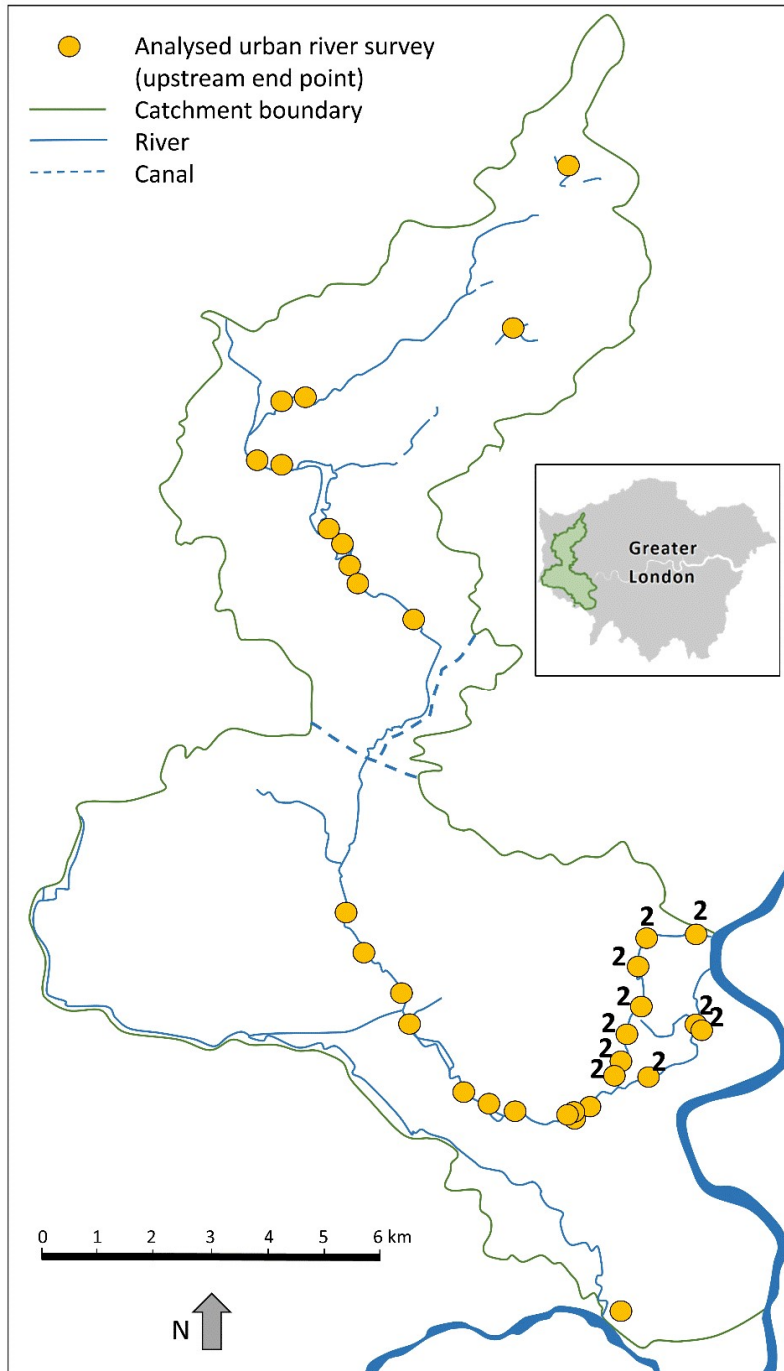 Analysed urban river survey
(upstream end point)
Catchment boundary
River
Canal
Greater
London
2
2
2
2
2
2
2
2
2
2
0 1 2 3 4 5 6 km
N